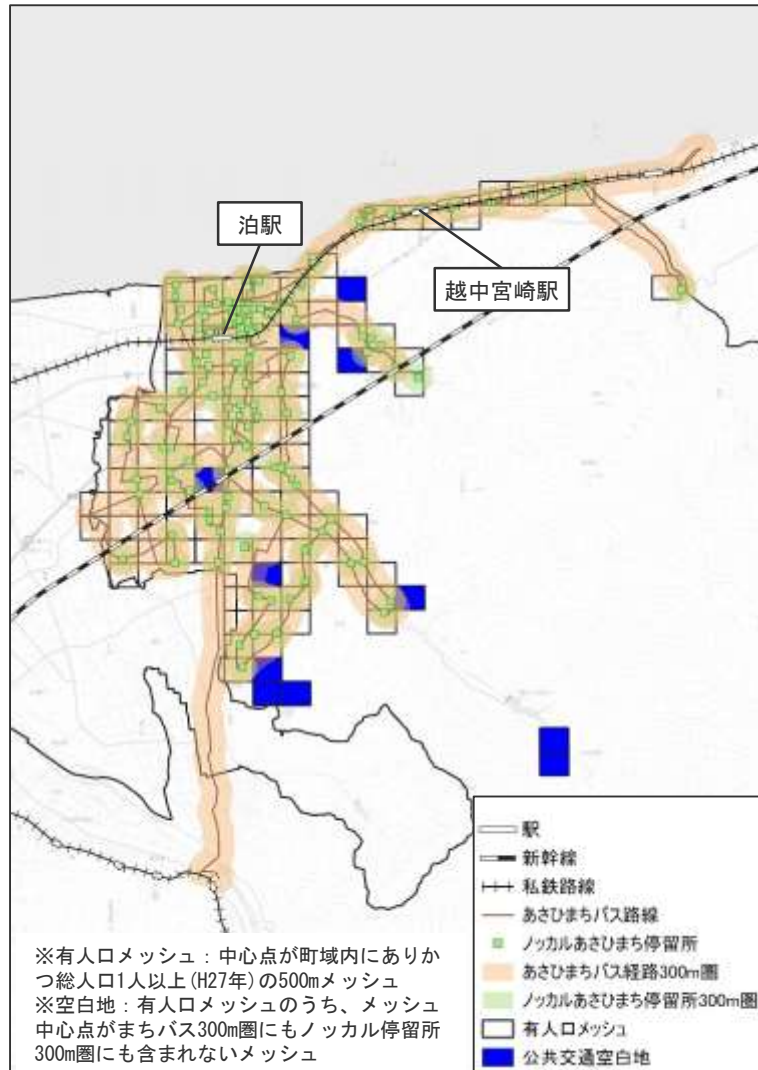 泊駅
越中宮崎駅
駅
新幹線
私鉄路線
あさひまちバス路線
ノッカルあさひまち停留所
あさひまちバス経路300m圏
ノッカルあさひまち停留所300m圏
有人口メッシュ
公共交通空白地
※有人口メッシュ：中心点が町域内にありか
つ総人口1人以上(H27年)の500mメッシュ
※空白地：有人口メッシュのうち、メッシュ
中心点がまちバス300m圏にもノッカル停留所
300m圏にも含まれないメッシュ